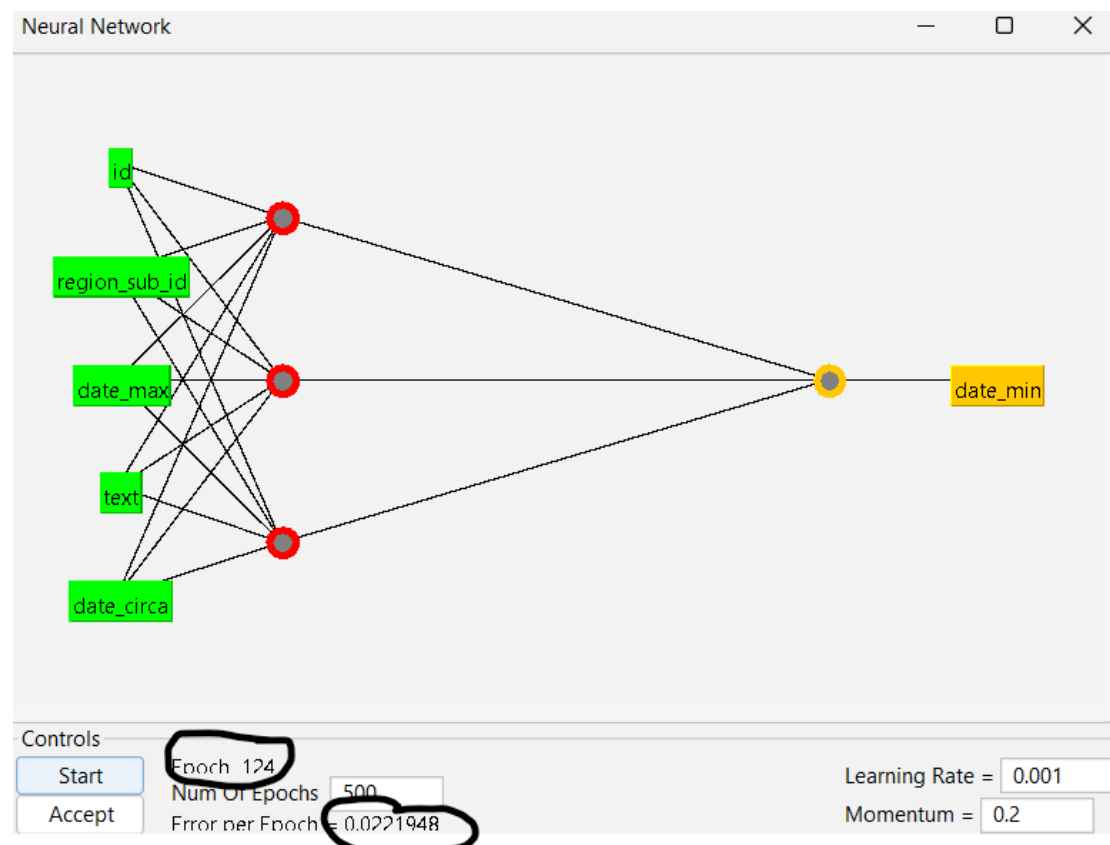 Neural Network
id
region_sub_id
date_max
date_min
text
date_circa
Controls
Start
Epoch 124
Num Of Epochs 500
Learning Rate = 0.001
Accept
Error per Epoch = 0.0221948
Momentum = 0.2